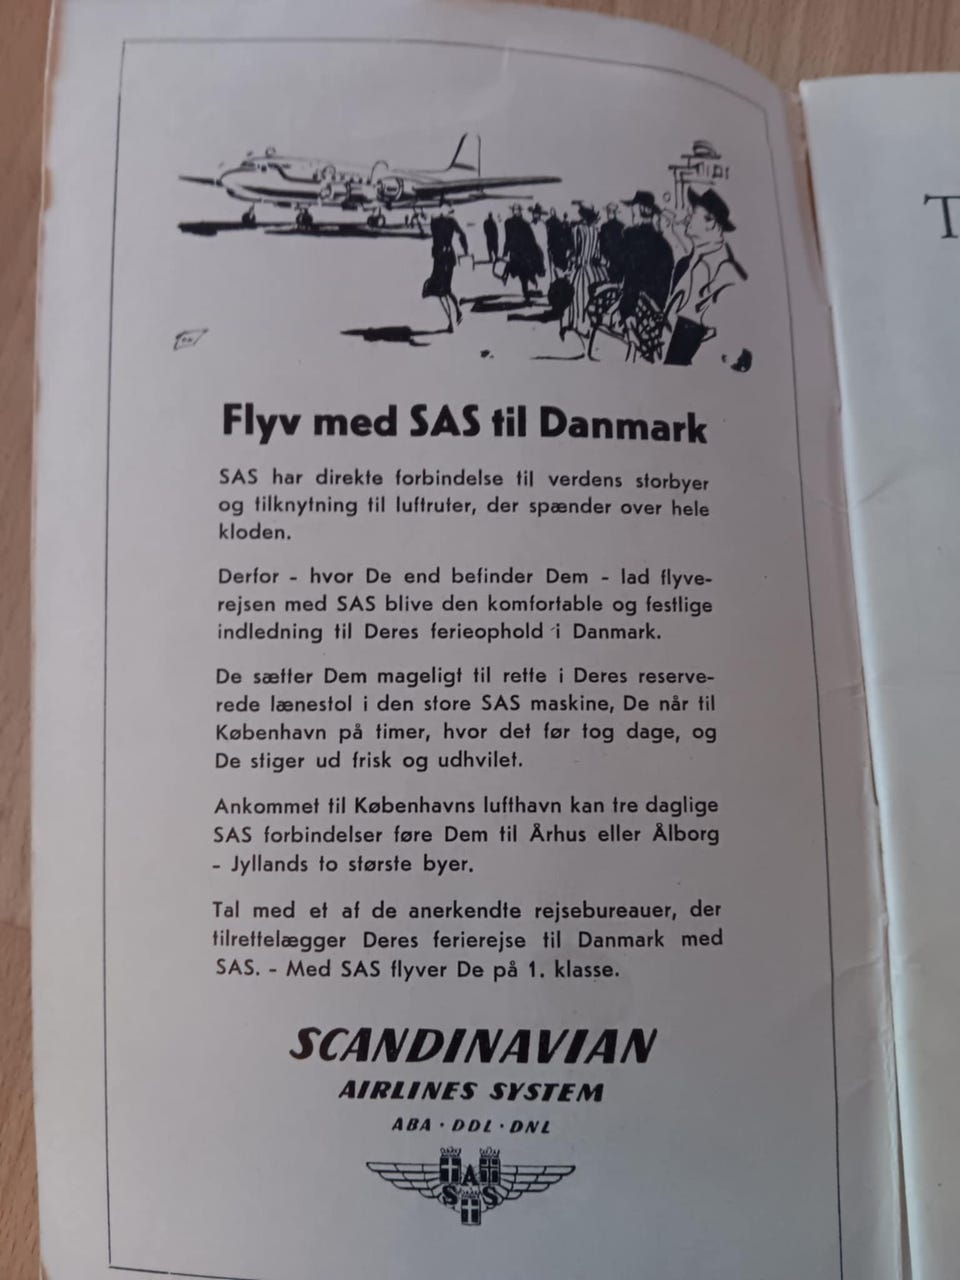 Flyv med SAS til Danmark
SAS har direkte forbindelse til verdens storbyer
og tilknytning til luftruter, der spænder over hele
kloden.
Derfor - hvor De end befinder Dem - lad flyve-
rejsen med SAS blive den komfortable og festlige
indledning til Deres ferieophold i Danmark.
De sætter Dem mageligt til rette i Deres reserve-
rede lænestol i den store SAS maskine, De når til
København på timer, hvor det før tog dage, og
De stiger ud frisk og udhvilet.
Ankommet til Københavns lufthavn kan tre daglige
SAS forbindelser føre Dem til Århus eller Ålborg
- Jyllands to største byer.
Tal med et af de anerkendte rejsebureauer, der
tilrettelægger Deres ferierejse til Danmark med
SAS. - Med SAS flyver De på 1. klasse.
SCANDINAVIAN
AIRLINES SYSTEM
ABA · DDL · DNL
SAS
T